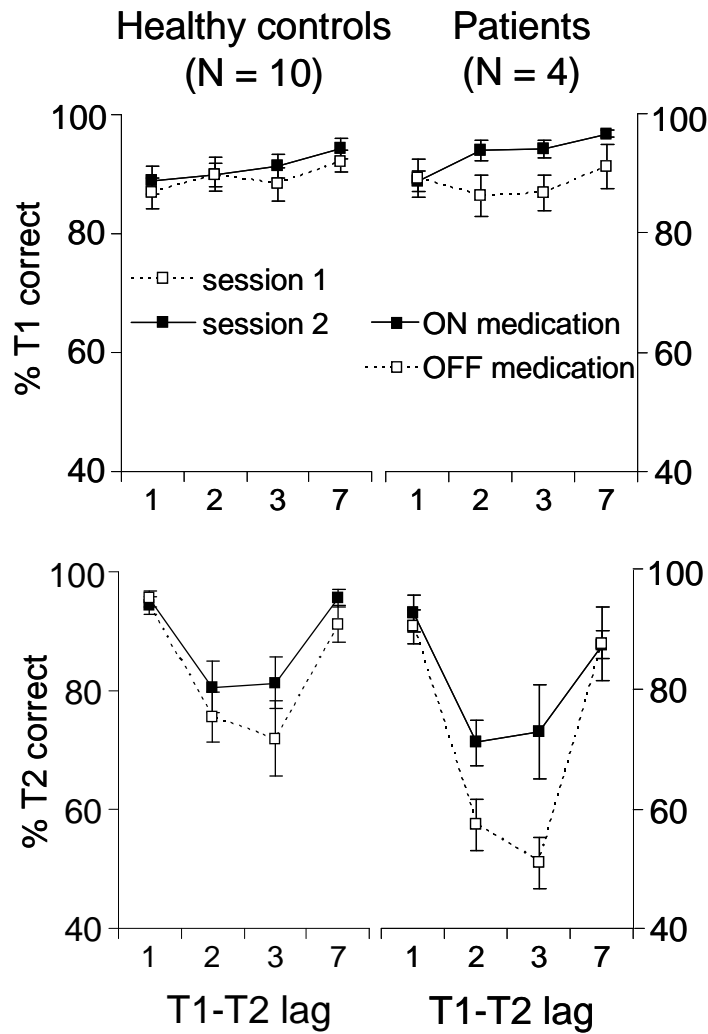 Healthy controls
(N = 10)
Patients
(N = 4)
100
100
80
80
60
60
40
40
% T1 correct
session 1
session 2
ON medication
OFF medication
1 2 3 7
1 2 3 7
100
100
80
80
60
60
40
40
% T2 correct
1 2 3 7
1 2 3 7
T1-T2 lag
T1-T2 lag